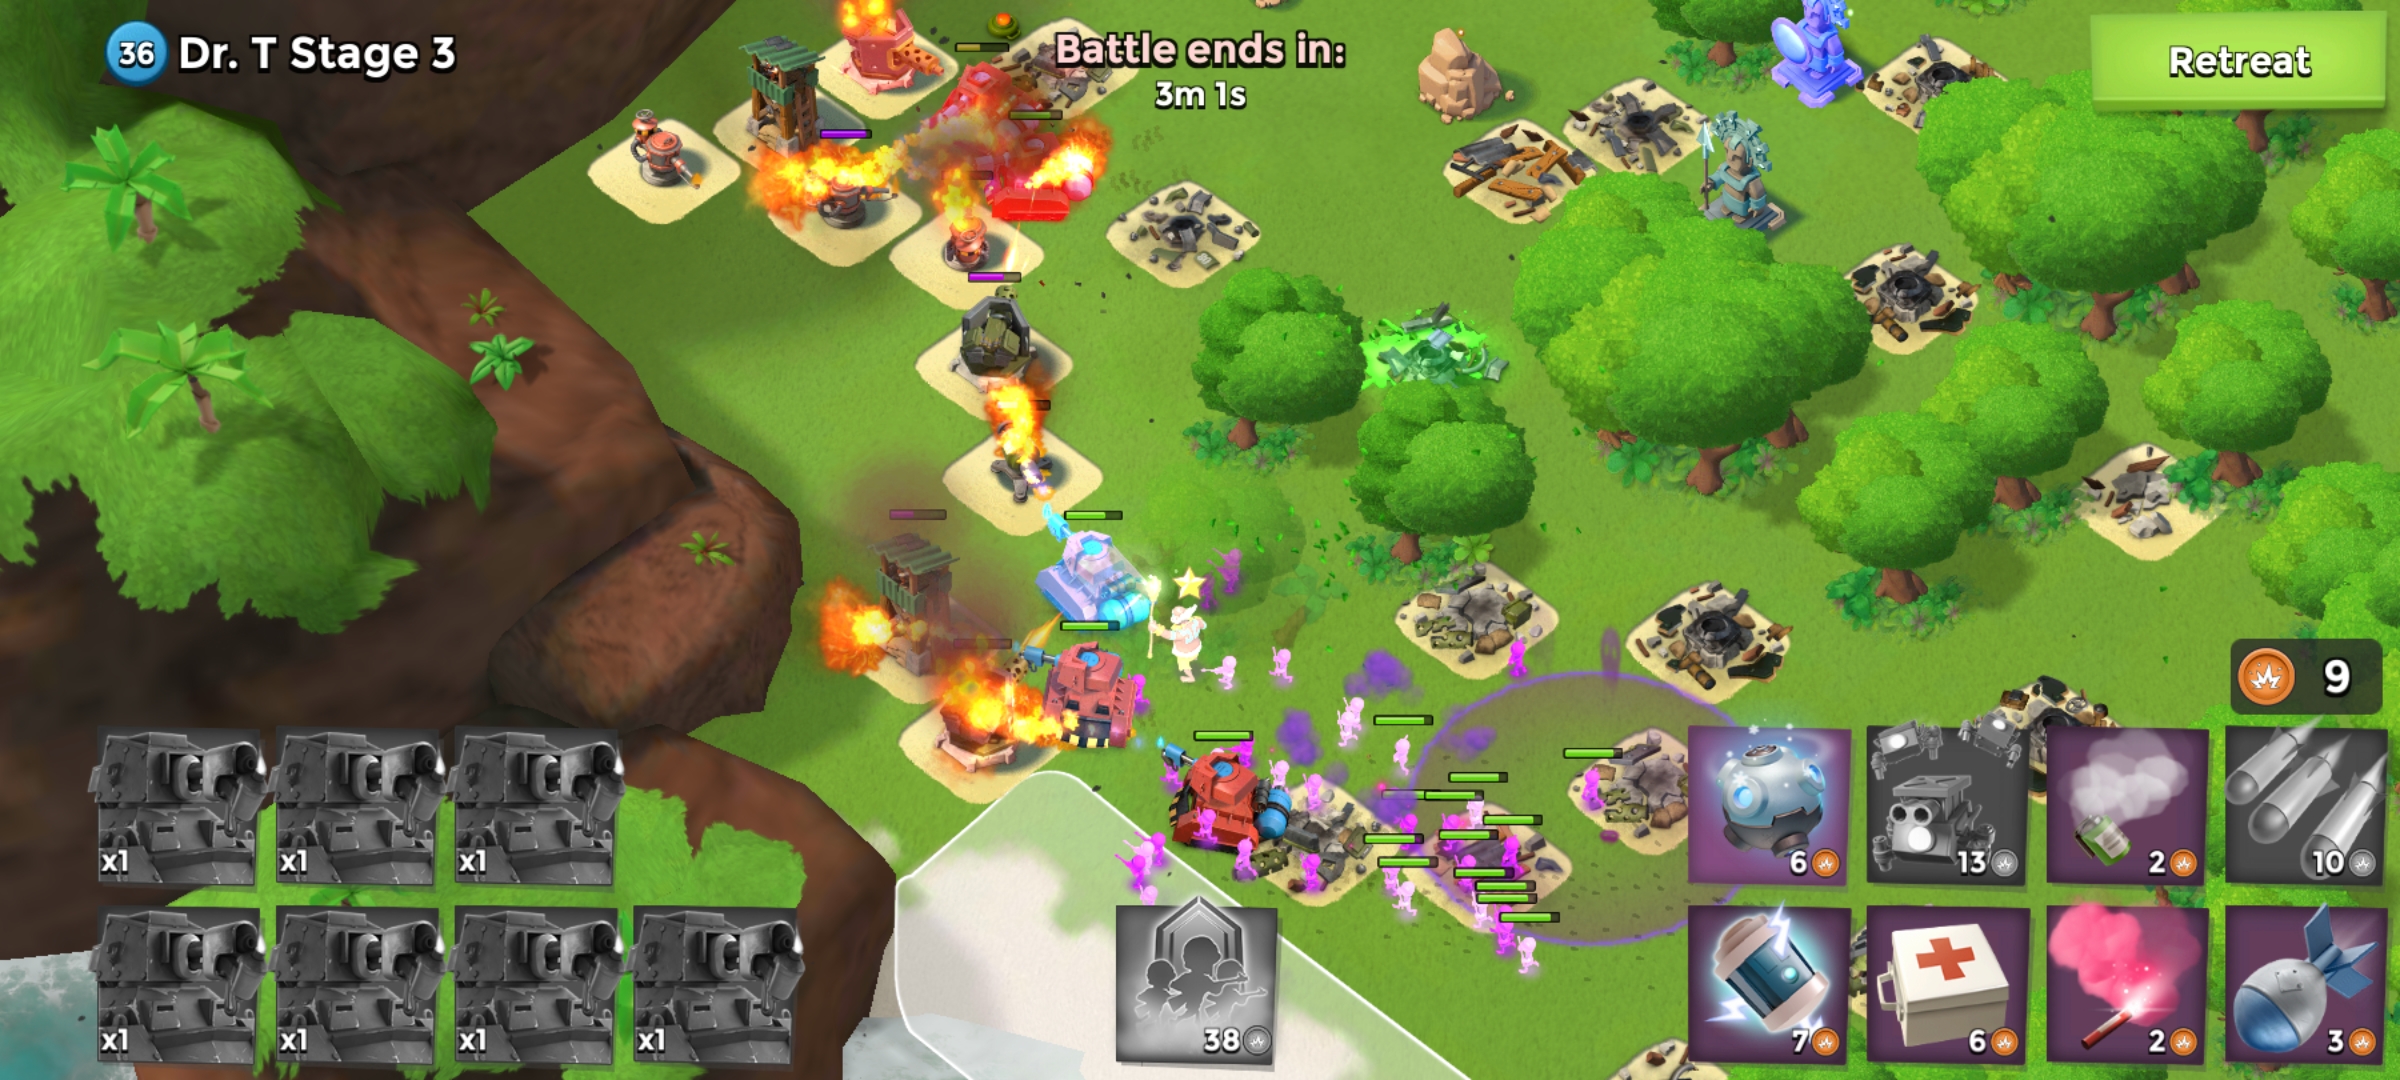 36 Dr. T Stage 3
Battle ends in:
3m 1s
Retreat
9
x1 x1 x1
6 13 2 10
x1 x1 x1 x1
38
7 6 2 3